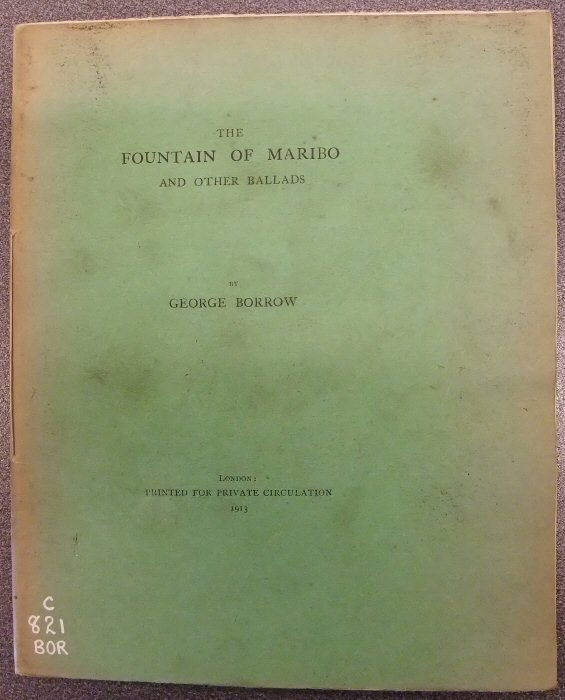 THE
FOUNTAIN OF MARIBO
AND OTHER BALLADS
BY
GEORGE BORROW
LONDON:
PRINTED FOR PRIVATE CIRCULATION
1913
C
821
BOR